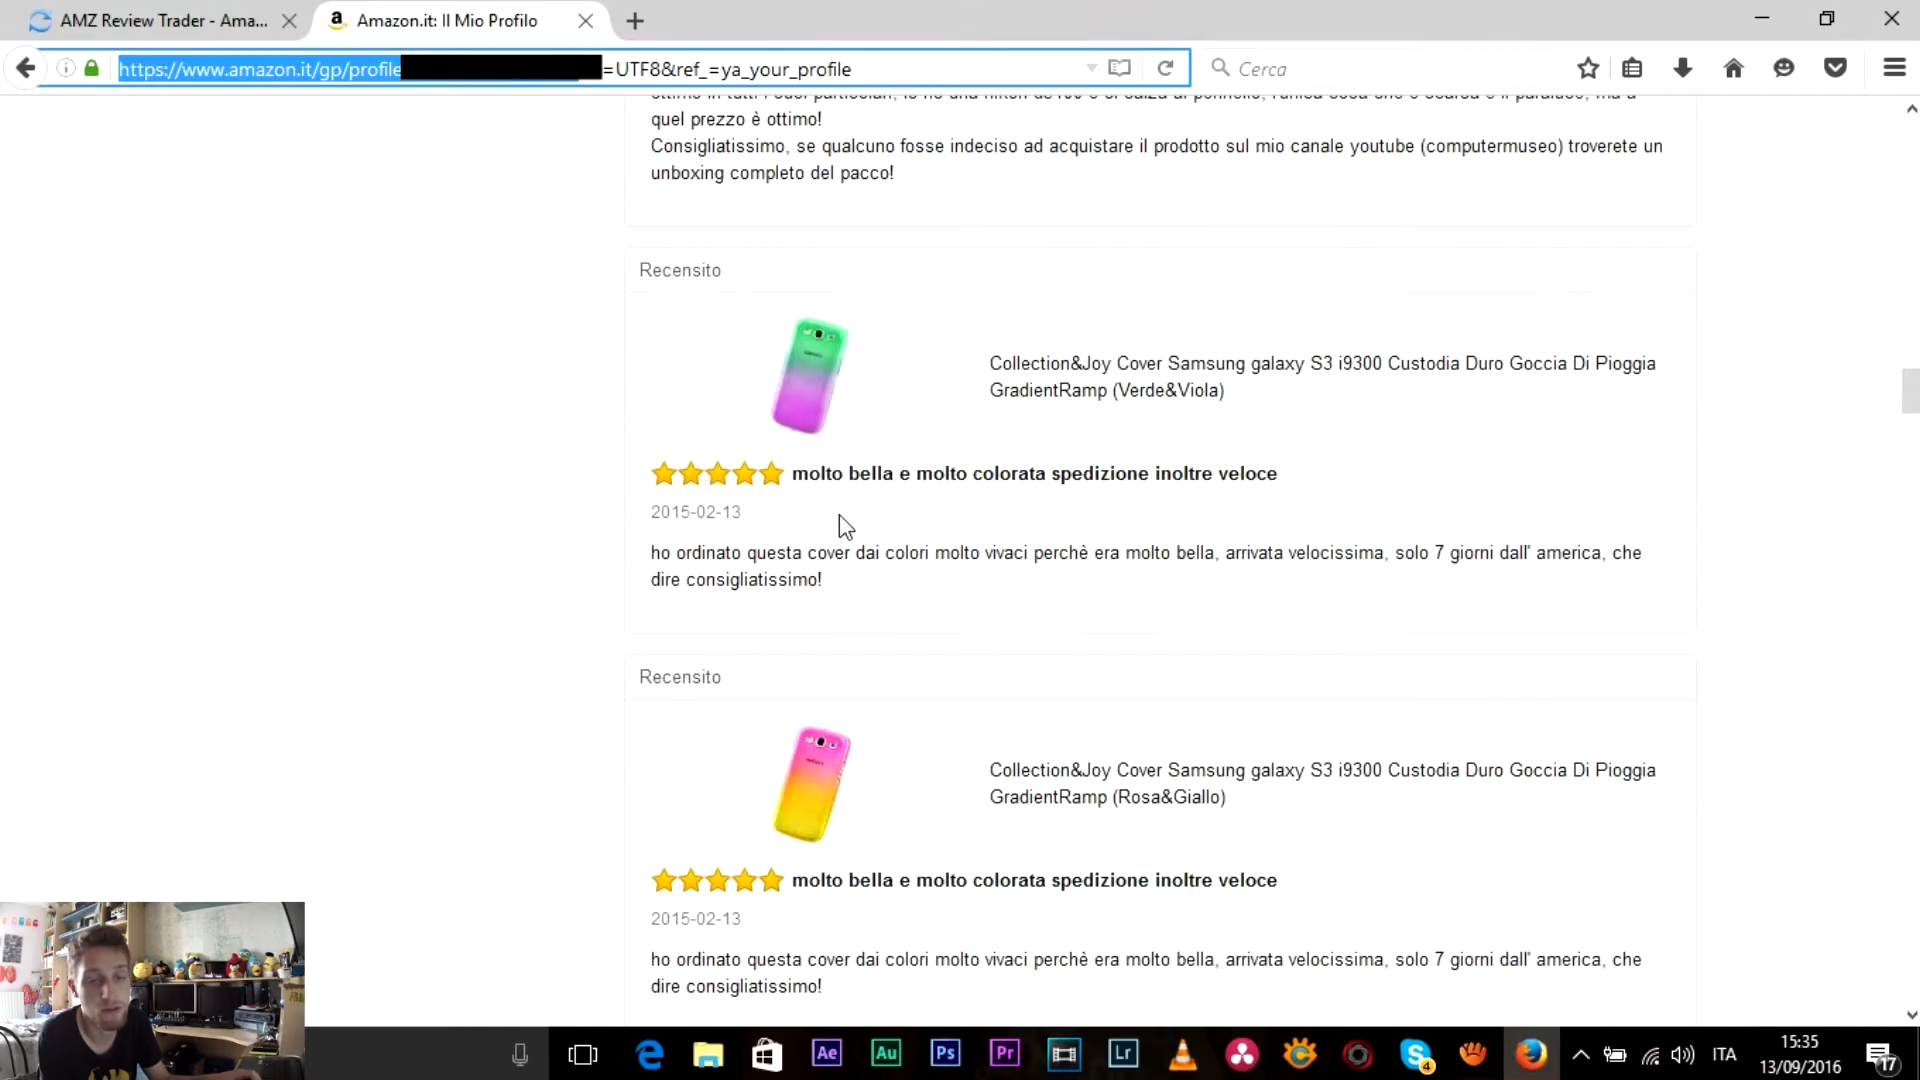 AMZ Review Trader - Ama...
Amazon.it: Il Mio Profilo
https://www.amazon.it/gp/profile
=UTF8&ref_=ya_your_profile
Cerca
quel prezzo è ottimo!
Consigliatissimo, se qualcuno fosse indeciso ad acquistare il prodotto sul mio canale youtube (computermuseo) troverete un
unboxing completo del pacco!
Recensito
Collection&Joy Cover Samsung galaxy S3 i9300 Custodia Duro Goccia Di Pioggia
GradientRamp (Verde&Viola)
molto bella e molto colorata spedizione inoltre veloce
2015-02-13
ho ordinato questa cover dai colori molto vivaci perchè era molto bella, arrivata velocissima, solo 7 giorni dall' america, che
dire consigliatissimo!
Recensito
Collection&Joy Cover Samsung galaxy S3 i9300 Custodia Duro Goccia Di Pioggia
GradientRamp (Rosa&Giallo)
molto bella e molto colorata spedizione inoltre veloce
2015-02-13
ho ordinato questa cover dai colori molto vivaci perchè era molto bella, arrivata velocissima, solo 7 giorni dall' america, che
dire consigliatissimo!
Ae
Au
Ps
Pr
Lr
4
ITA
15:35
13/09/2016
17